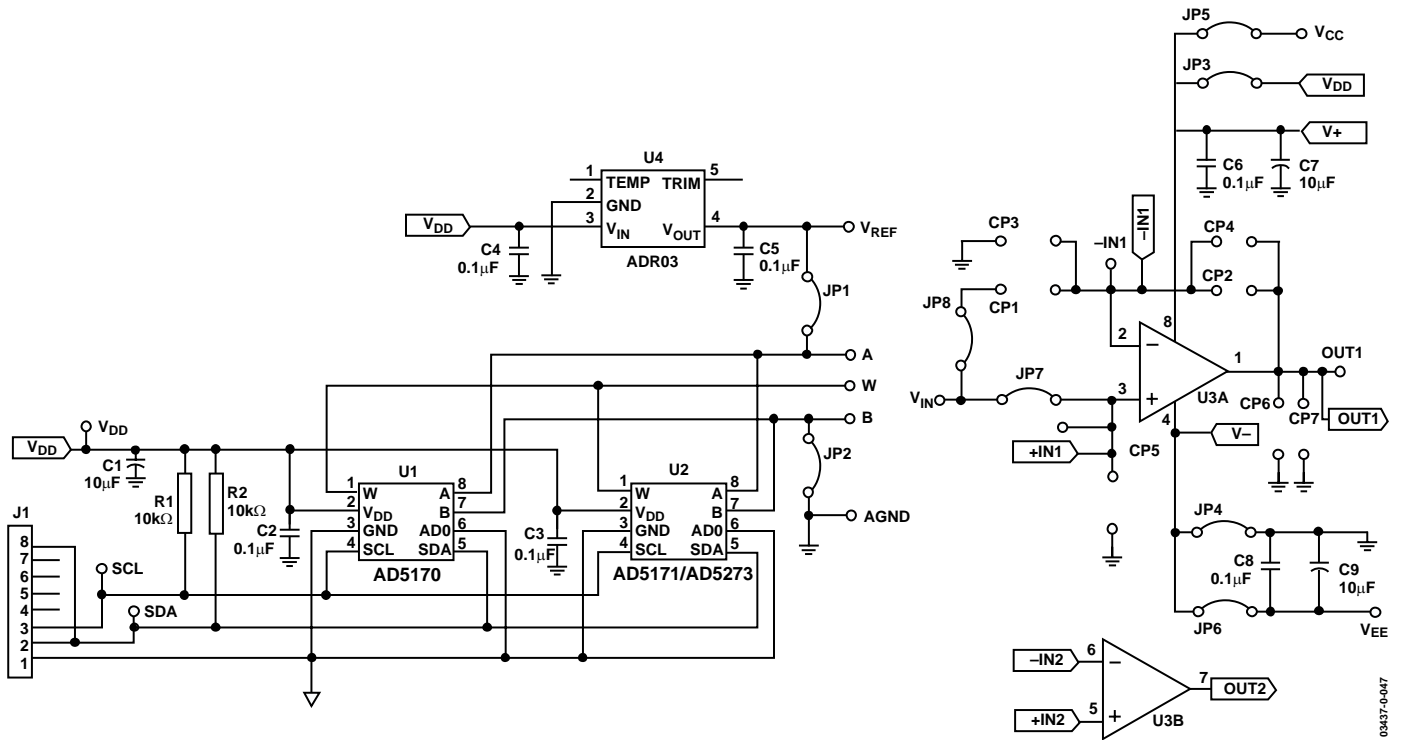 JP5
VCC
JP3
VDD
V+
C6
0.1µF
C7
10µF
U4
1
TEMP
TRIM
5
2
GND
3
VIN
VOUT
4
ADR03
VDD
C4
0.1µF
C5
0.1µF
VREF
JP1
A
W
B
JP2
AGND
CP3
–IN1
–IN1
CP4
CP2
JP8
CP1
8
2
–
1
OUT1
VIN
JP7
3
+
U3A
4
CP6
CP7
OUT1
+IN1
CP5
V–
JP4
C8
0.1µF
C9
10µF
JP6
VEE
VDD
VDD
C1
10µF
R1
10kΩ
R2
10kΩ
C2
0.1µF
U1
1
W
A
8
2
VDD
B
7
3
GND
AD0
6
4
SCL
SDA
5
AD5170
C3
0.1µF
U2
1
W
A
8
2
VDD
B
7
3
GND
AD0
6
4
SCL
SDA
5
AD5171/AD5273
J1
8
7
6
5
4
3
2
1
SCL
SDA
–IN2
6
–
7
OUT2
+IN2
5
+
U3B
03437-0-047